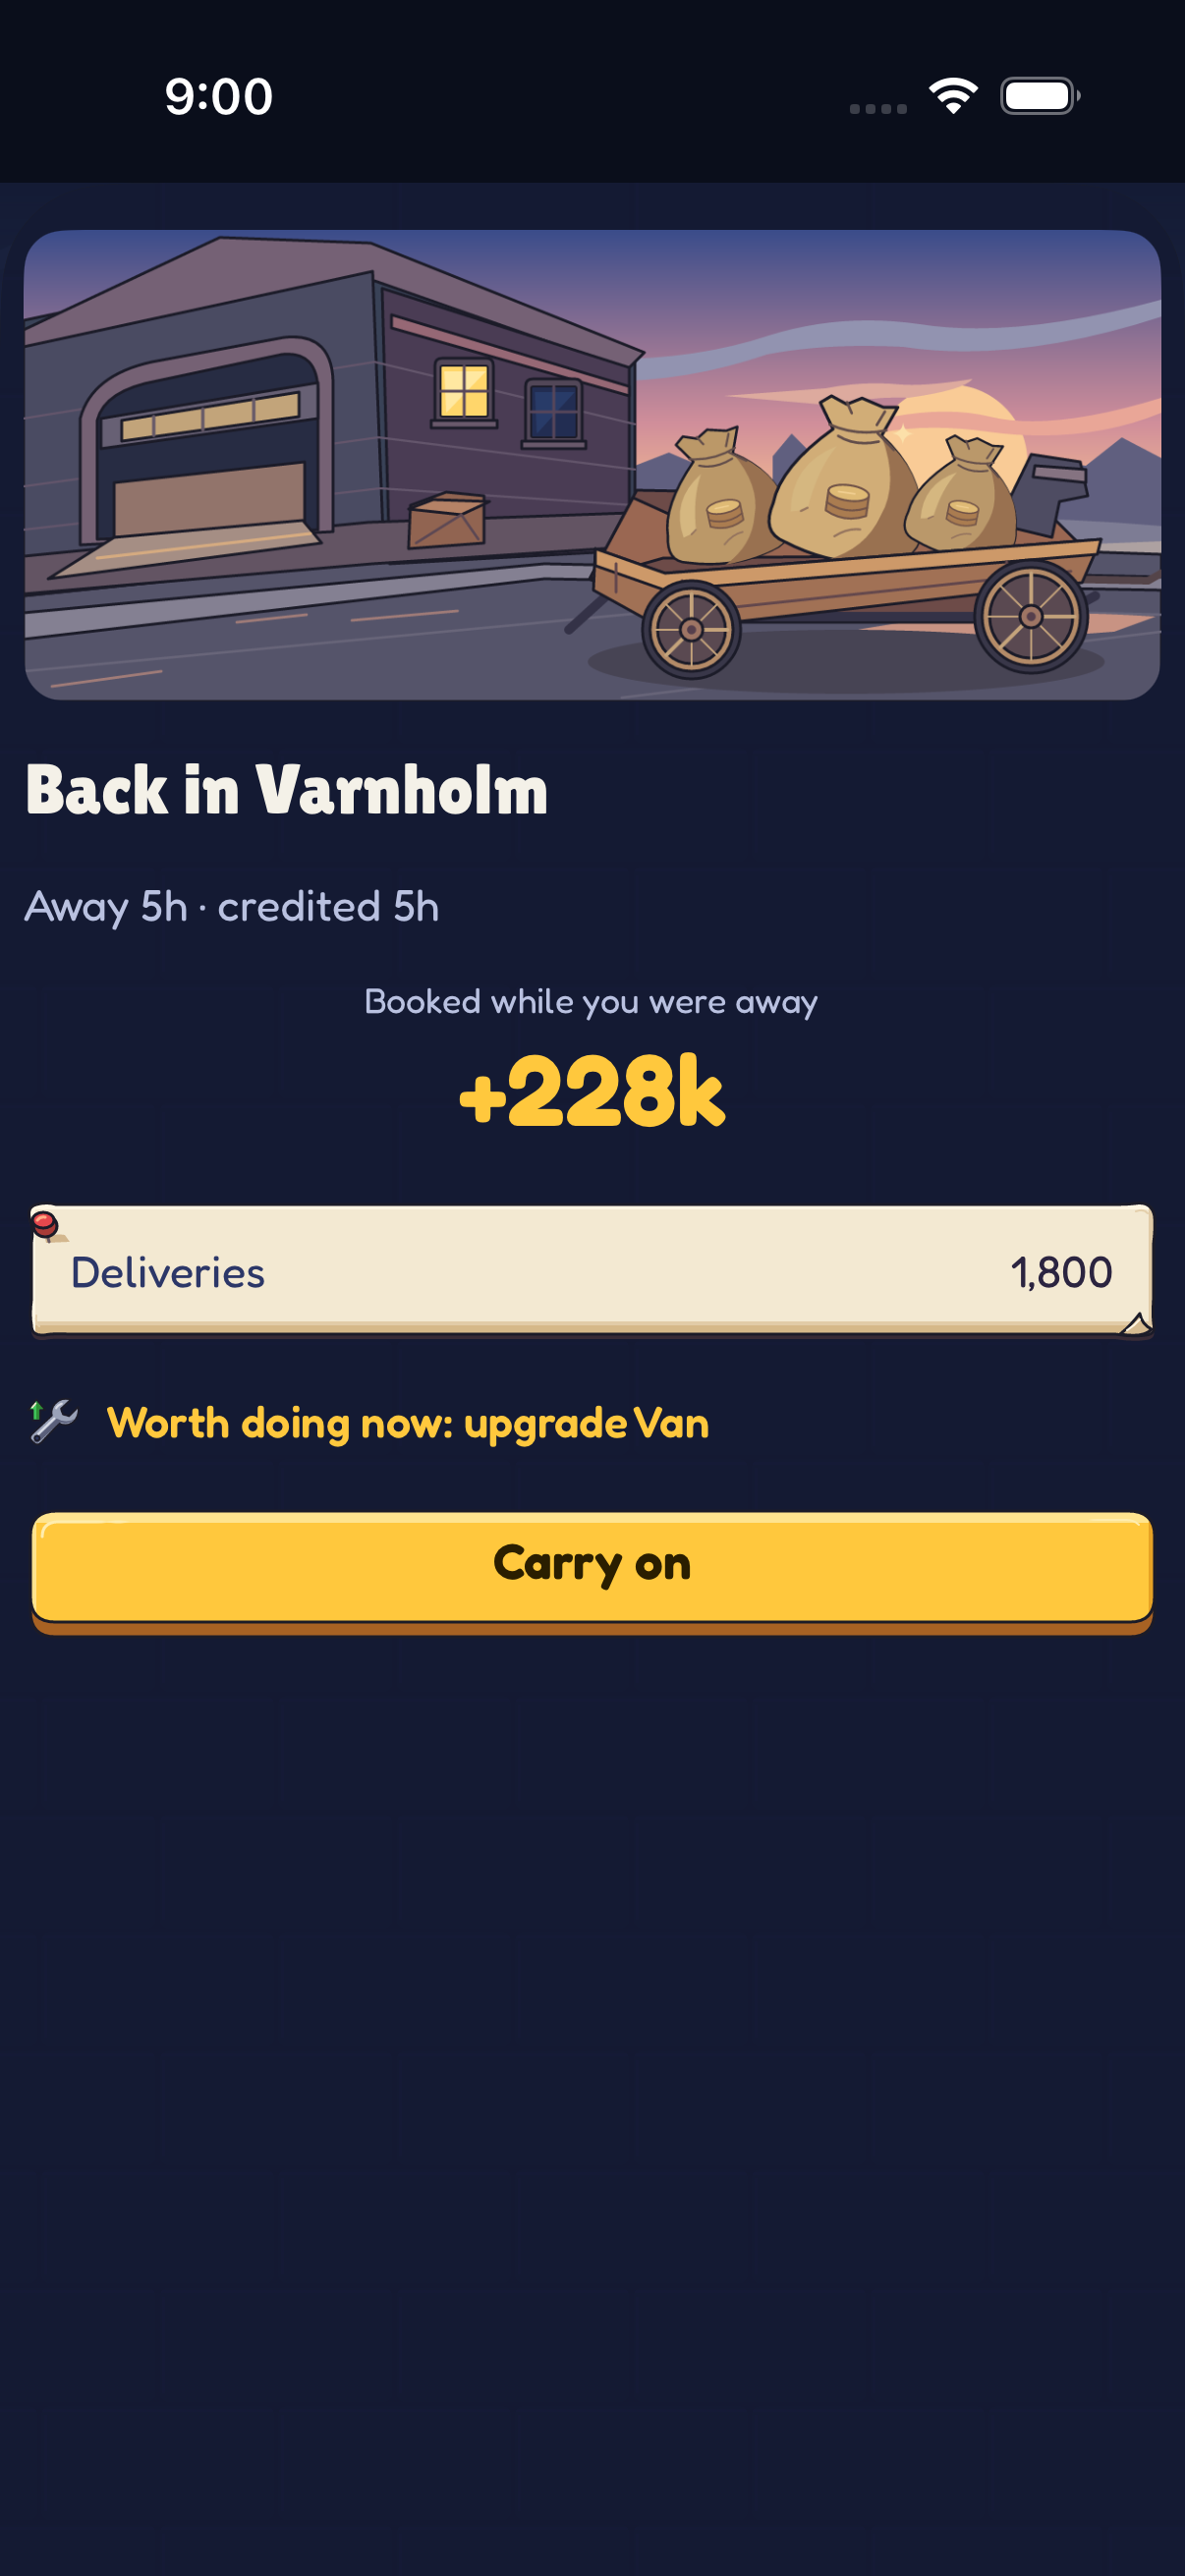 9:00
Back in Varnholm
Away 5h · credited 5h
Booked while you were away
+228k
Deliveries 1,800
Worth doing now: upgrade Van
Carry on